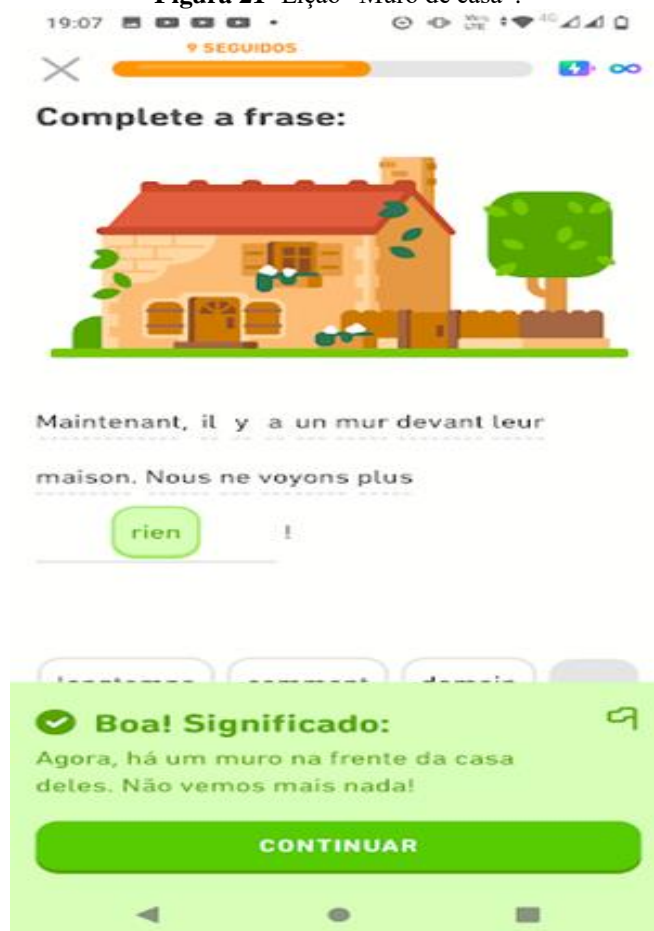 Figura 21 Lição "Muro de casa".
19:07
9 SEGUIDOS
Complete a frase:
Maintenant, il y a un mur devant leur
maison. Nous ne voyons plus
rien !
Boa! Significado:
Agora, há um muro na frente da casa
deles. Não vemos mais nada!
CONTINUAR